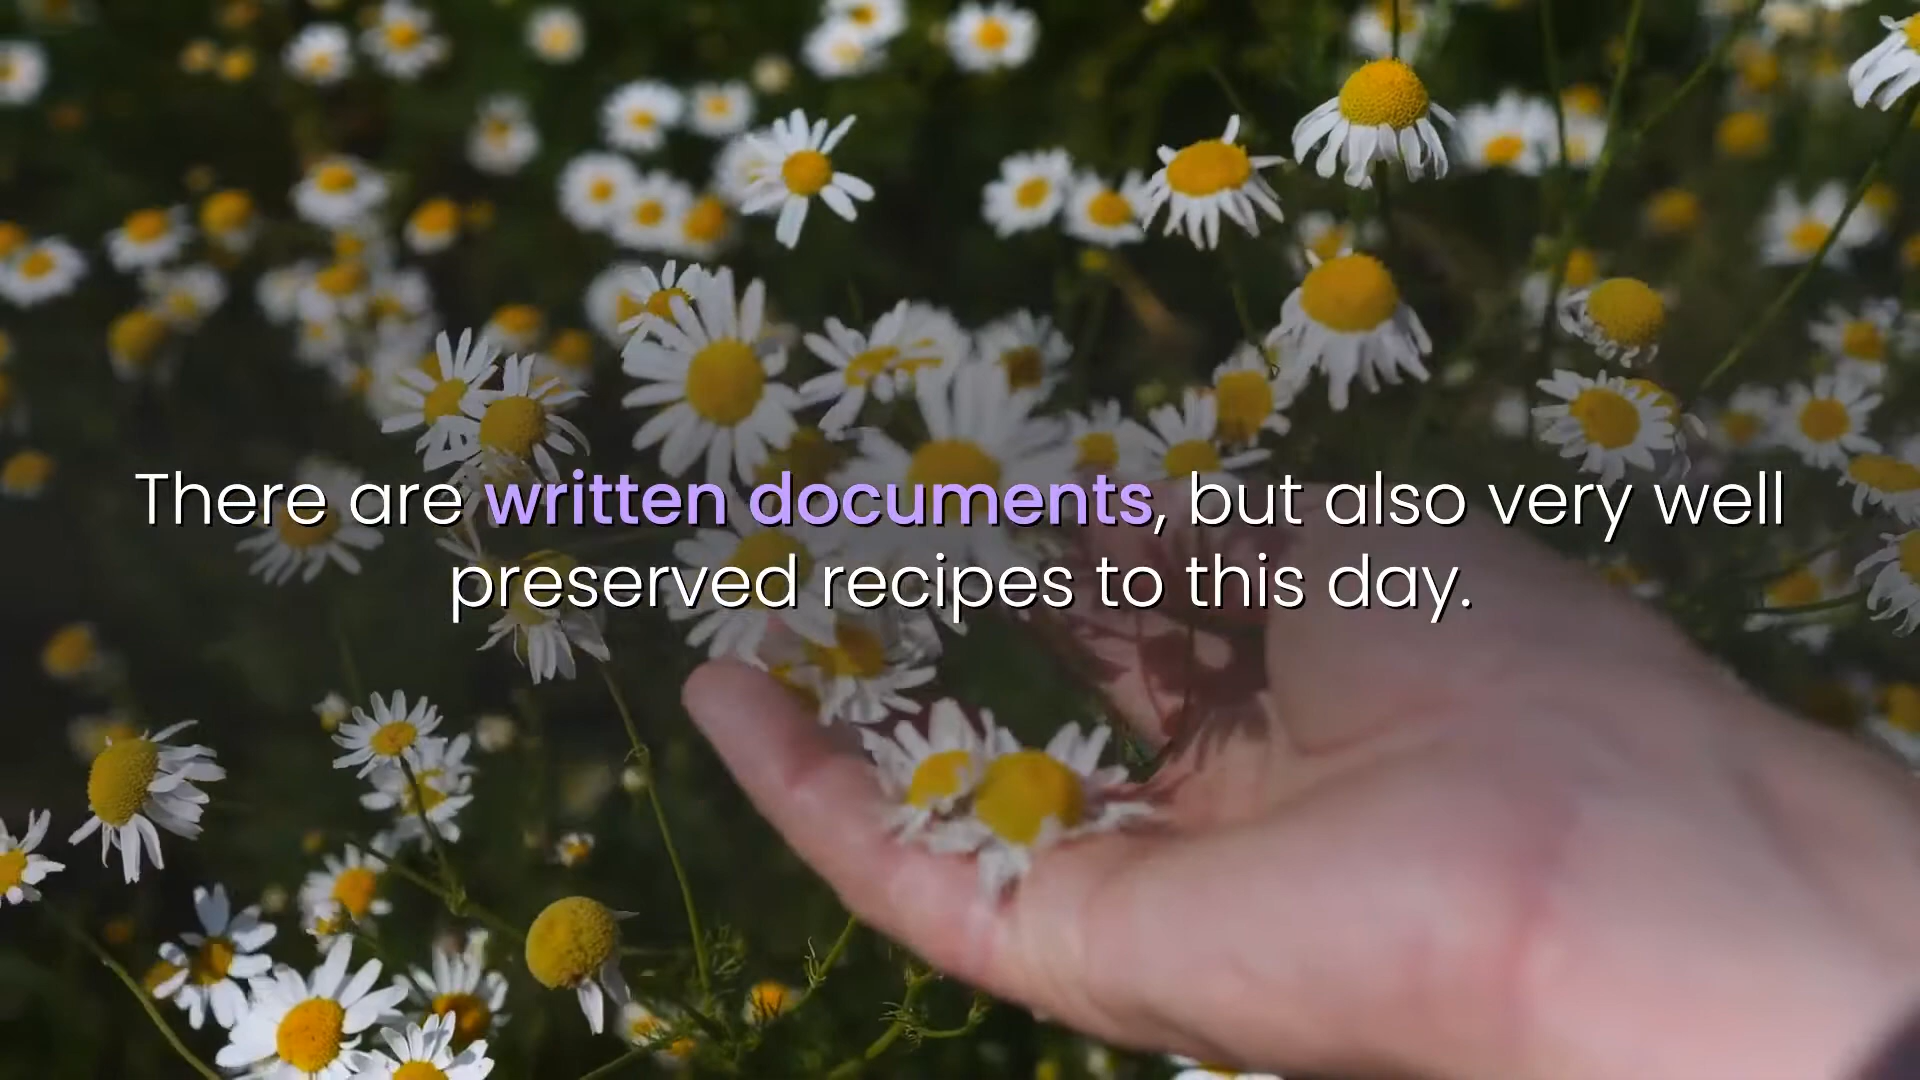 There are written documents, but also very well
preserved recipes to this day.